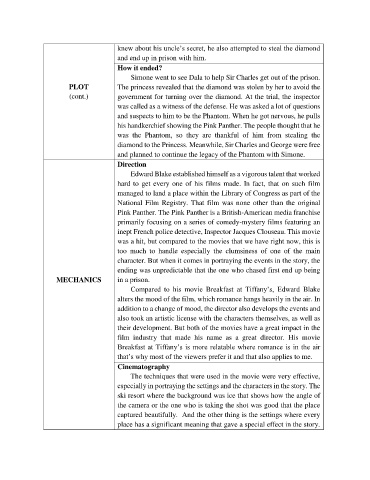 knew about his uncle's secret, he also attempted to steal the diamond
and end up in prison with him.
How it ended?
Simone went to see Dala to help Sir Charles get out of the prison.
PLOT
(cont.)
The princess revealed that the diamond was stolen by her to avoid the
government for turning over the diamond. At the trial, the inspector
was called as a witness of the defense. He was asked a lot of questions
and suspects to him to be the Phantom. When he got nervous, he pulls
his handkerchief showing the Pink Panther. The people thought that he
was the Phantom, so they are thankful of him from stealing the
diamond to the Princess. Meanwhile, Sir Charles and George were free
and planned to continue the legacy of the Phantom with Simone.
MECHANICS
Direction
Edward Blake established himself as a vigorous talent that worked
hard to get every one of his films made. In fact, that on such film
managed to land a place within the Library of Congress as part of the
National Film Registry. That film was none other than the original
Pink Panther. The Pink Panther is a British-American media franchise
primarily focusing on a series of comedy-mystery films featuring an
inept French police detective, Inspector Jacques Clouseau. This movie
was a hit, but compared to the movies that we have right now, this is
too much to handle especially the clumsiness of one of the main
character. But when it comes in portraying the events in the story, the
ending was unpredictable that the one who chased first end up being
in a prison.
Compared to his movie Breakfast at Tiffany's, Edward Blake
alters the mood of the film, which romance hangs heavily in the air. In
addition to a change of mood, the director also develops the events and
also took an artistic license with the characters themselves, as well as
their development. But both of the movies have a great impact in the
film industry that made his name as a great director. His movie
Breakfast at Tiffany's is more relatable where romance is in the air
that's why most of the viewers prefer it and that also applies to me.
Cinematography
The techniques that were used in the movie were very effective,
especially in portraying the settings and the characters in the story. The
ski resort where the background was ice that shows how the angle of
the camera or the one who is taking the shot was good that the place
captured beautifully. And the other thing is the settings where every
place has a significant meaning that gave a special effect in the story.